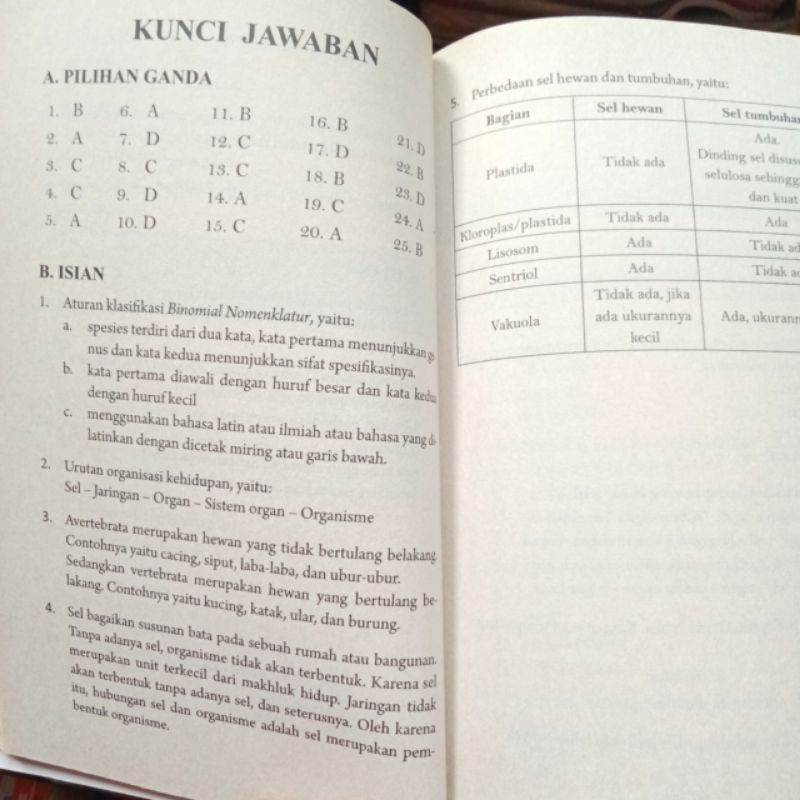 KUNCI JAWABAN
A. PILIHAN GANDA
1. B 6. A 11. B 16. B 21. D
2. A 7. D 12. C 17. D 22. B
3. C 8. C 13. C 18. B 23. D
4. C 9. D 14. A 19. C 24. A
5. A 10. D 15. C 20. A 25. B
B. ISIAN
1. Aturan klasifikasi Binomial Nomenklatur, yaitu:
a. spesies terdiri dari dua kata, kata pertama menunjukkan ge-
nus dan kata kedua menunjukkan sifat spesifikasinya.
b. kata pertama diawali dengan huruf besar dan kata kedua
dengan huruf kecil
c. menggunakan bahasa latin atau ilmiah atau bahasa yang di-
latinkan dengan dicetak miring atau garis bawah.
2. Urutan organisasi kehidupan, yaitu:
Sel – Jaringan – Organ – Sistem organ – Organisme
3. Avertebrata merupakan hewan yang tidak bertulang belakang.
Contohnya yaitu cacing, siput, laba-laba, dan ubur-ubur.
Sedangkan vertebrata merupakan hewan yang bertulang be-
lakang. Contohnya yaitu kucing, katak, ular, dan burung.
4. Sel bagaikan susunan bata pada sebuah rumah atau bangunan.
Tanpa adanya sel, organisme tidak akan terbentuk. Karena sel
merupakan unit terkecil dari makhluk hidup. Jaringan tidak
akan terbentuk tanpa adanya sel, dan seterusnya. Oleh karena
itu, hubungan sel dan organisme adalah sel merupakan pem-
bentuk organisme.
5. Perbedaan sel hewan dan tumbuhan, yaitu:
Bagian Sel hewan Sel tumbuhan
Ada.
Plastida Tidak ada Dinding sel
selulosa
dan kuat
Kloroplas/plastida Tidak ada Ada
Lisosom Ada Tidak
Sentriol Ada Tidak
Tidak ada, jika
Vakuola ada ukurannya Ada,
kecil